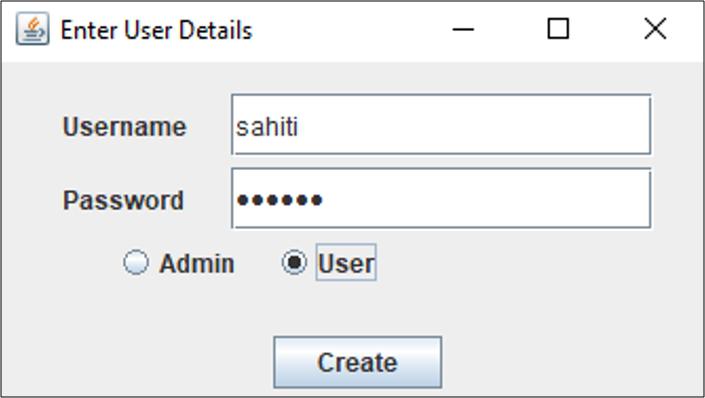 Enter User Details
Username sahiti
Password ••••••
Admin User
Create